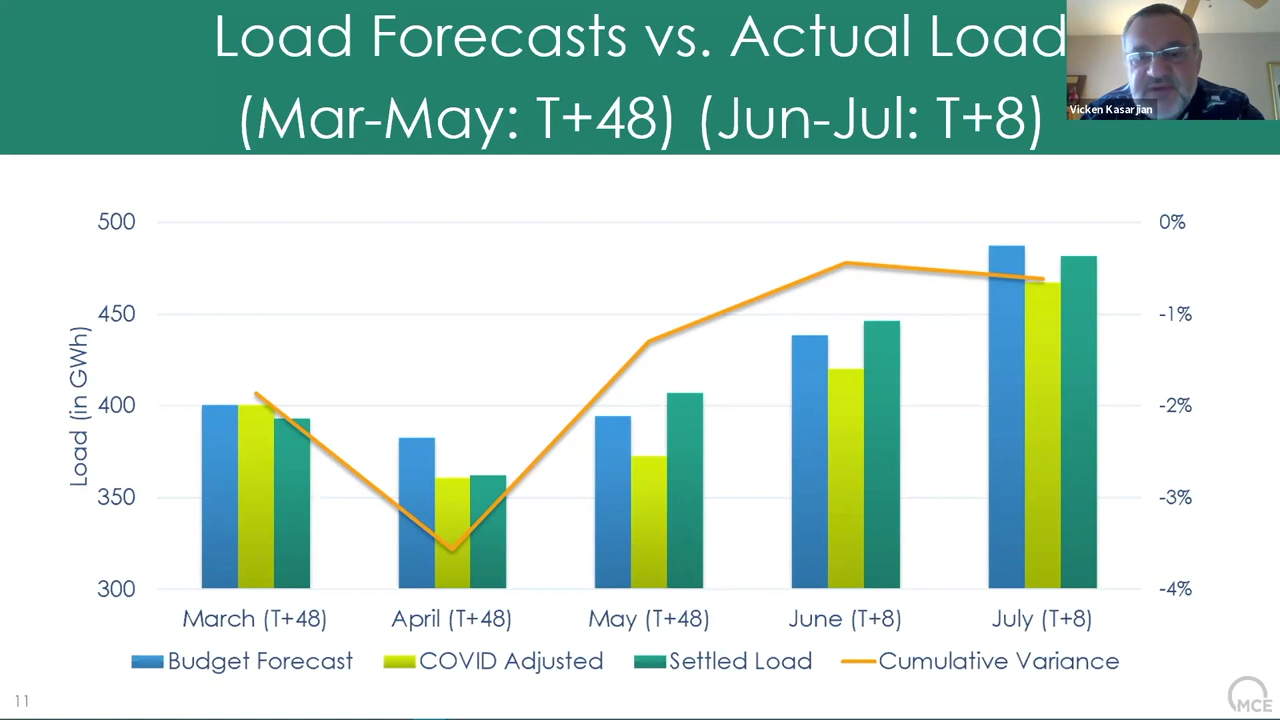 Load Forecasts vs. Actual Load
(Mar-May: T+48) (Jun-Jul: T+8)
Vicken Kasarjian
500
450
400
350
300
Load (in GWh)
0%
-1%
-2%
-3%
-4%
March (T+48)
April (T+48)
May (T+48)
June (T+8)
July (T+8)
Budget Forecast
COVID Adjusted
Settled Load
Cumulative Variance
11
MCE